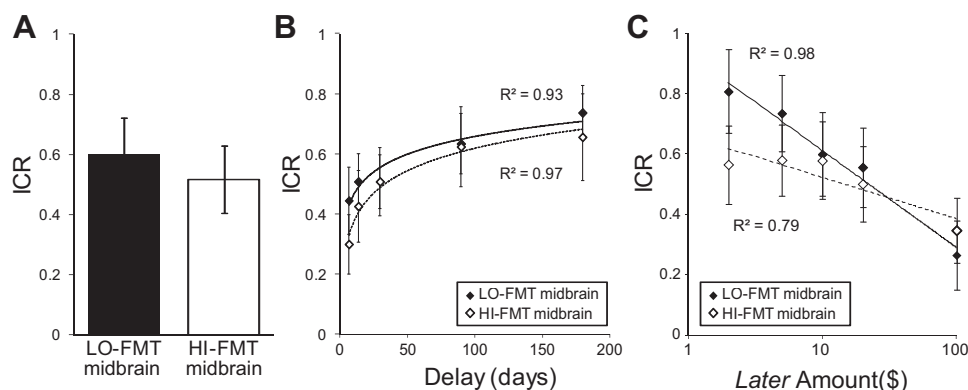 A
ICR
1
0.8
0.6
0.4
0.2
0
LO-FMT
midbrain
HI-FMT
midbrain
B
ICR
1
0.8
0.6
0.4
0.2
0
R² = 0.93
R² = 0.97
LO-FMT midbrain
HI-FMT midbrain
0 50 100 150 200
Delay (days)
C
ICR
1
0.8
0.6
0.4
0.2
0
R² = 0.98
R² = 0.79
LO-FMT midbrain
HI-FMT midbrain
1 10 100
Later Amount($)